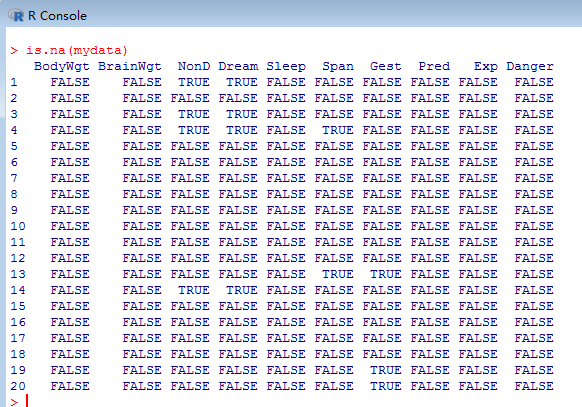 R Console
> is.na(mydata)
BodyWgt BrainWgt NonD Dream Sleep Span Gest Pred Exp Danger
1 FALSE FALSE TRUE TRUE FALSE FALSE FALSE FALSE FALSE FALSE
2 FALSE FALSE FALSE FALSE FALSE FALSE FALSE FALSE FALSE FALSE
3 FALSE FALSE TRUE TRUE FALSE FALSE FALSE FALSE FALSE FALSE
4 FALSE FALSE TRUE TRUE FALSE TRUE FALSE FALSE FALSE FALSE
5 FALSE FALSE FALSE FALSE FALSE FALSE FALSE FALSE FALSE FALSE
6 FALSE FALSE FALSE FALSE FALSE FALSE FALSE FALSE FALSE FALSE
7 FALSE FALSE FALSE FALSE FALSE FALSE FALSE FALSE FALSE FALSE
8 FALSE FALSE FALSE FALSE FALSE FALSE FALSE FALSE FALSE FALSE
9 FALSE FALSE FALSE FALSE FALSE FALSE FALSE FALSE FALSE FALSE
10 FALSE FALSE FALSE FALSE FALSE FALSE FALSE FALSE FALSE FALSE
11 FALSE FALSE FALSE FALSE FALSE FALSE FALSE FALSE FALSE FALSE
12 FALSE FALSE FALSE FALSE FALSE FALSE FALSE FALSE FALSE FALSE
13 FALSE FALSE FALSE FALSE FALSE TRUE TRUE FALSE FALSE FALSE
14 FALSE FALSE TRUE TRUE FALSE FALSE FALSE FALSE FALSE FALSE
15 FALSE FALSE FALSE FALSE FALSE FALSE FALSE FALSE FALSE FALSE
16 FALSE FALSE FALSE FALSE FALSE FALSE FALSE FALSE FALSE FALSE
17 FALSE FALSE FALSE FALSE FALSE FALSE FALSE FALSE FALSE FALSE
18 FALSE FALSE FALSE FALSE FALSE FALSE FALSE FALSE FALSE FALSE
19 FALSE FALSE FALSE FALSE FALSE FALSE TRUE FALSE FALSE FALSE
20 FALSE FALSE FALSE FALSE FALSE FALSE TRUE FALSE FALSE FALSE
>